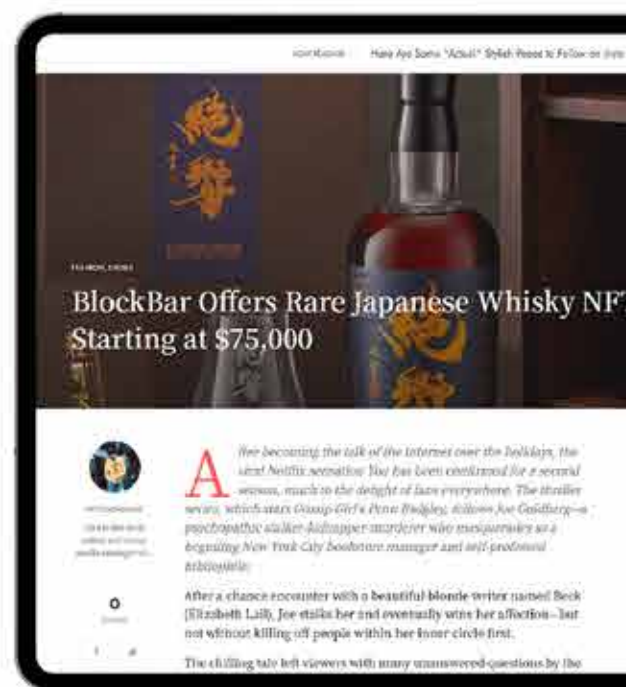 Here Are Some "Actual" Stylish People to Follow on
BlockBar Offers Rare Japanese Whisky NFT
Starting at $75,000
After becoming the talk of the internet over the holidays, the
viral Netflix sensation You has been confirmed for a second
season, much to the delight of fans everywhere. The thriller
series, which stars Gossip Girl's Penn Badgley, follows Joe Goldberg—a
psychopathic stalker-kidnapper-murderer who masquerades as a
beguiling New York City bookstore manager and self-professed
bibliophile.
0
After a chance encounter with a beautiful blonde writer named Beck
(Elizabeth Lail), Joe stalks her and eventually wins her affection—but
not without killing off people within her inner circle first.
The chilling tale left viewers with many unanswered questions by the